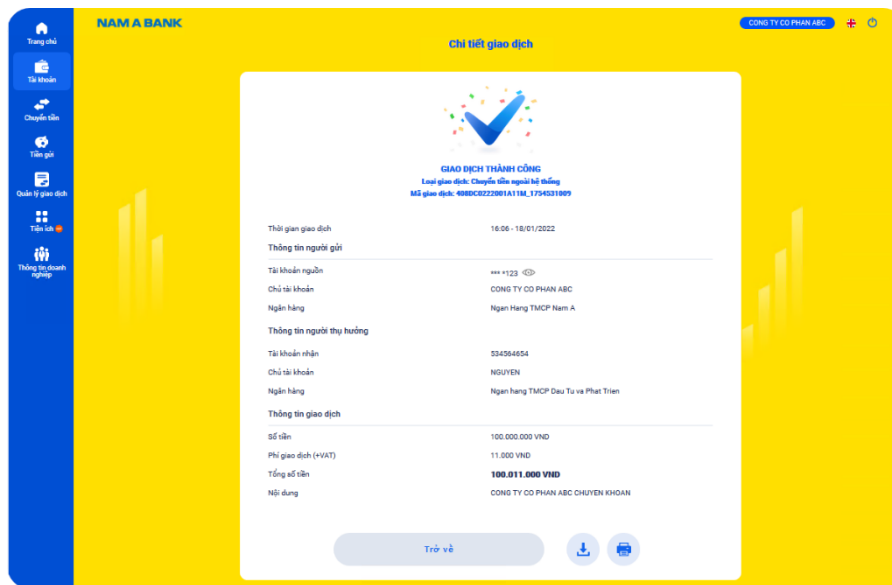 NAM A BANK
CONG TY CO PHAN ABC
Trang chủ
Tài khoản
Chuyển tiền
Tiền gửi
Quản lý giao dịch
Tiện ích
Thông tin doanh nghiệp
Chi tiết giao dịch
GIAO DỊCH THÀNH CÔNG
Loại giao dịch: Chuyển tiền ngoài hệ thống
Mã giao dịch: 408DC0222001A11M_1754531009
Thời gian giao dịch 16:06 - 18/01/2022
Thông tin người gửi
Tài khoản nguồn *** *123
Chủ tài khoản CONG TY CO PHAN ABC
Ngân hàng Ngan Hang TMCP Nam A
Thông tin người thụ hưởng
Tài khoản nhận 534564654
Chủ tài khoản NGUYEN
Ngân hàng Ngan hang TMCP Dau Tu va Phat Trien
Thông tin giao dịch
Số tiền 100.000.000 VND
Phí giao dịch (+VAT) 11.000 VND
Tổng số tiền 100.011.000 VND
Nội dung CONG TY CO PHAN ABC CHUYEN KHOAN
Trở về